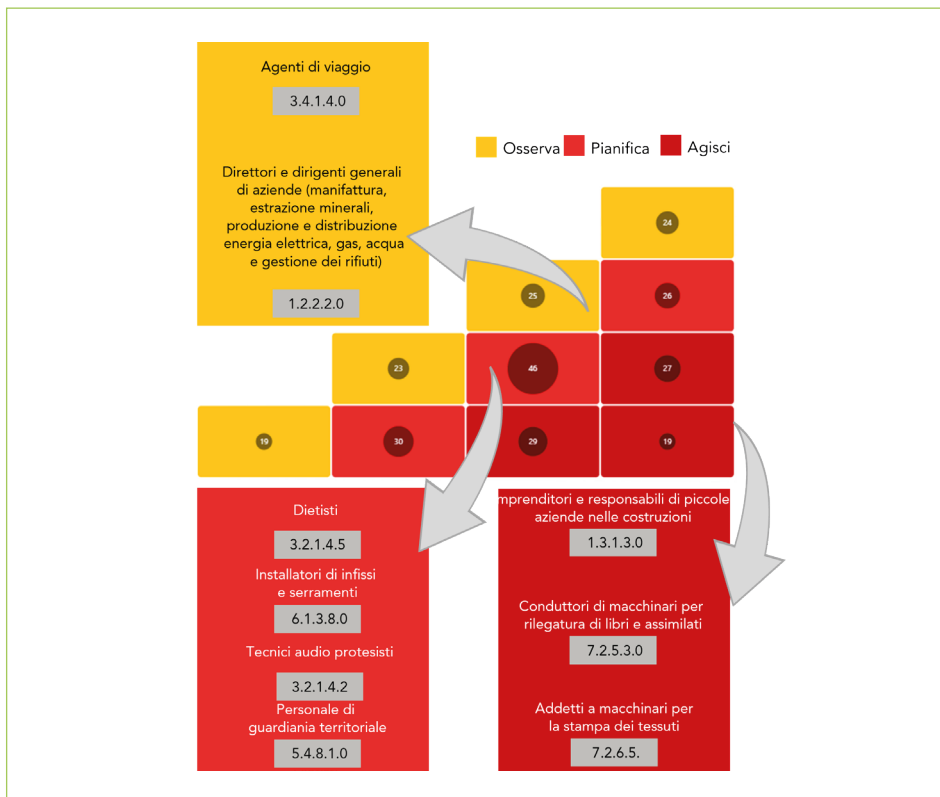 Agenti di viaggio
3.4.1.4.0
Direttori e dirigenti generali
di aziende (manifattura,
estrazione minerali,
produzione e distribuzione
energia elettrica, gas, acqua
e gestione dei rifiuti)
1.2.2.2.0
Osserva Pianifica Agisci
24
25 26
23 46 27
19 30 29 19
Dietisti
3.2.1.4.5
Installatori di infissi
e serramenti
6.1.3.8.0
Tecnici audio protesisti
3.2.1.4.2
Personale di
guardiania territoriale
5.4.8.1.0
mprenditori e responsabili di piccole
aziende nelle costruzioni
1.3.1.3.0
Conduttori di macchinari per
rilegatura di libri e assimilati
7.2.5.3.0
Addetti a macchinari per
la stampa dei tessuti
7.2.6.5.